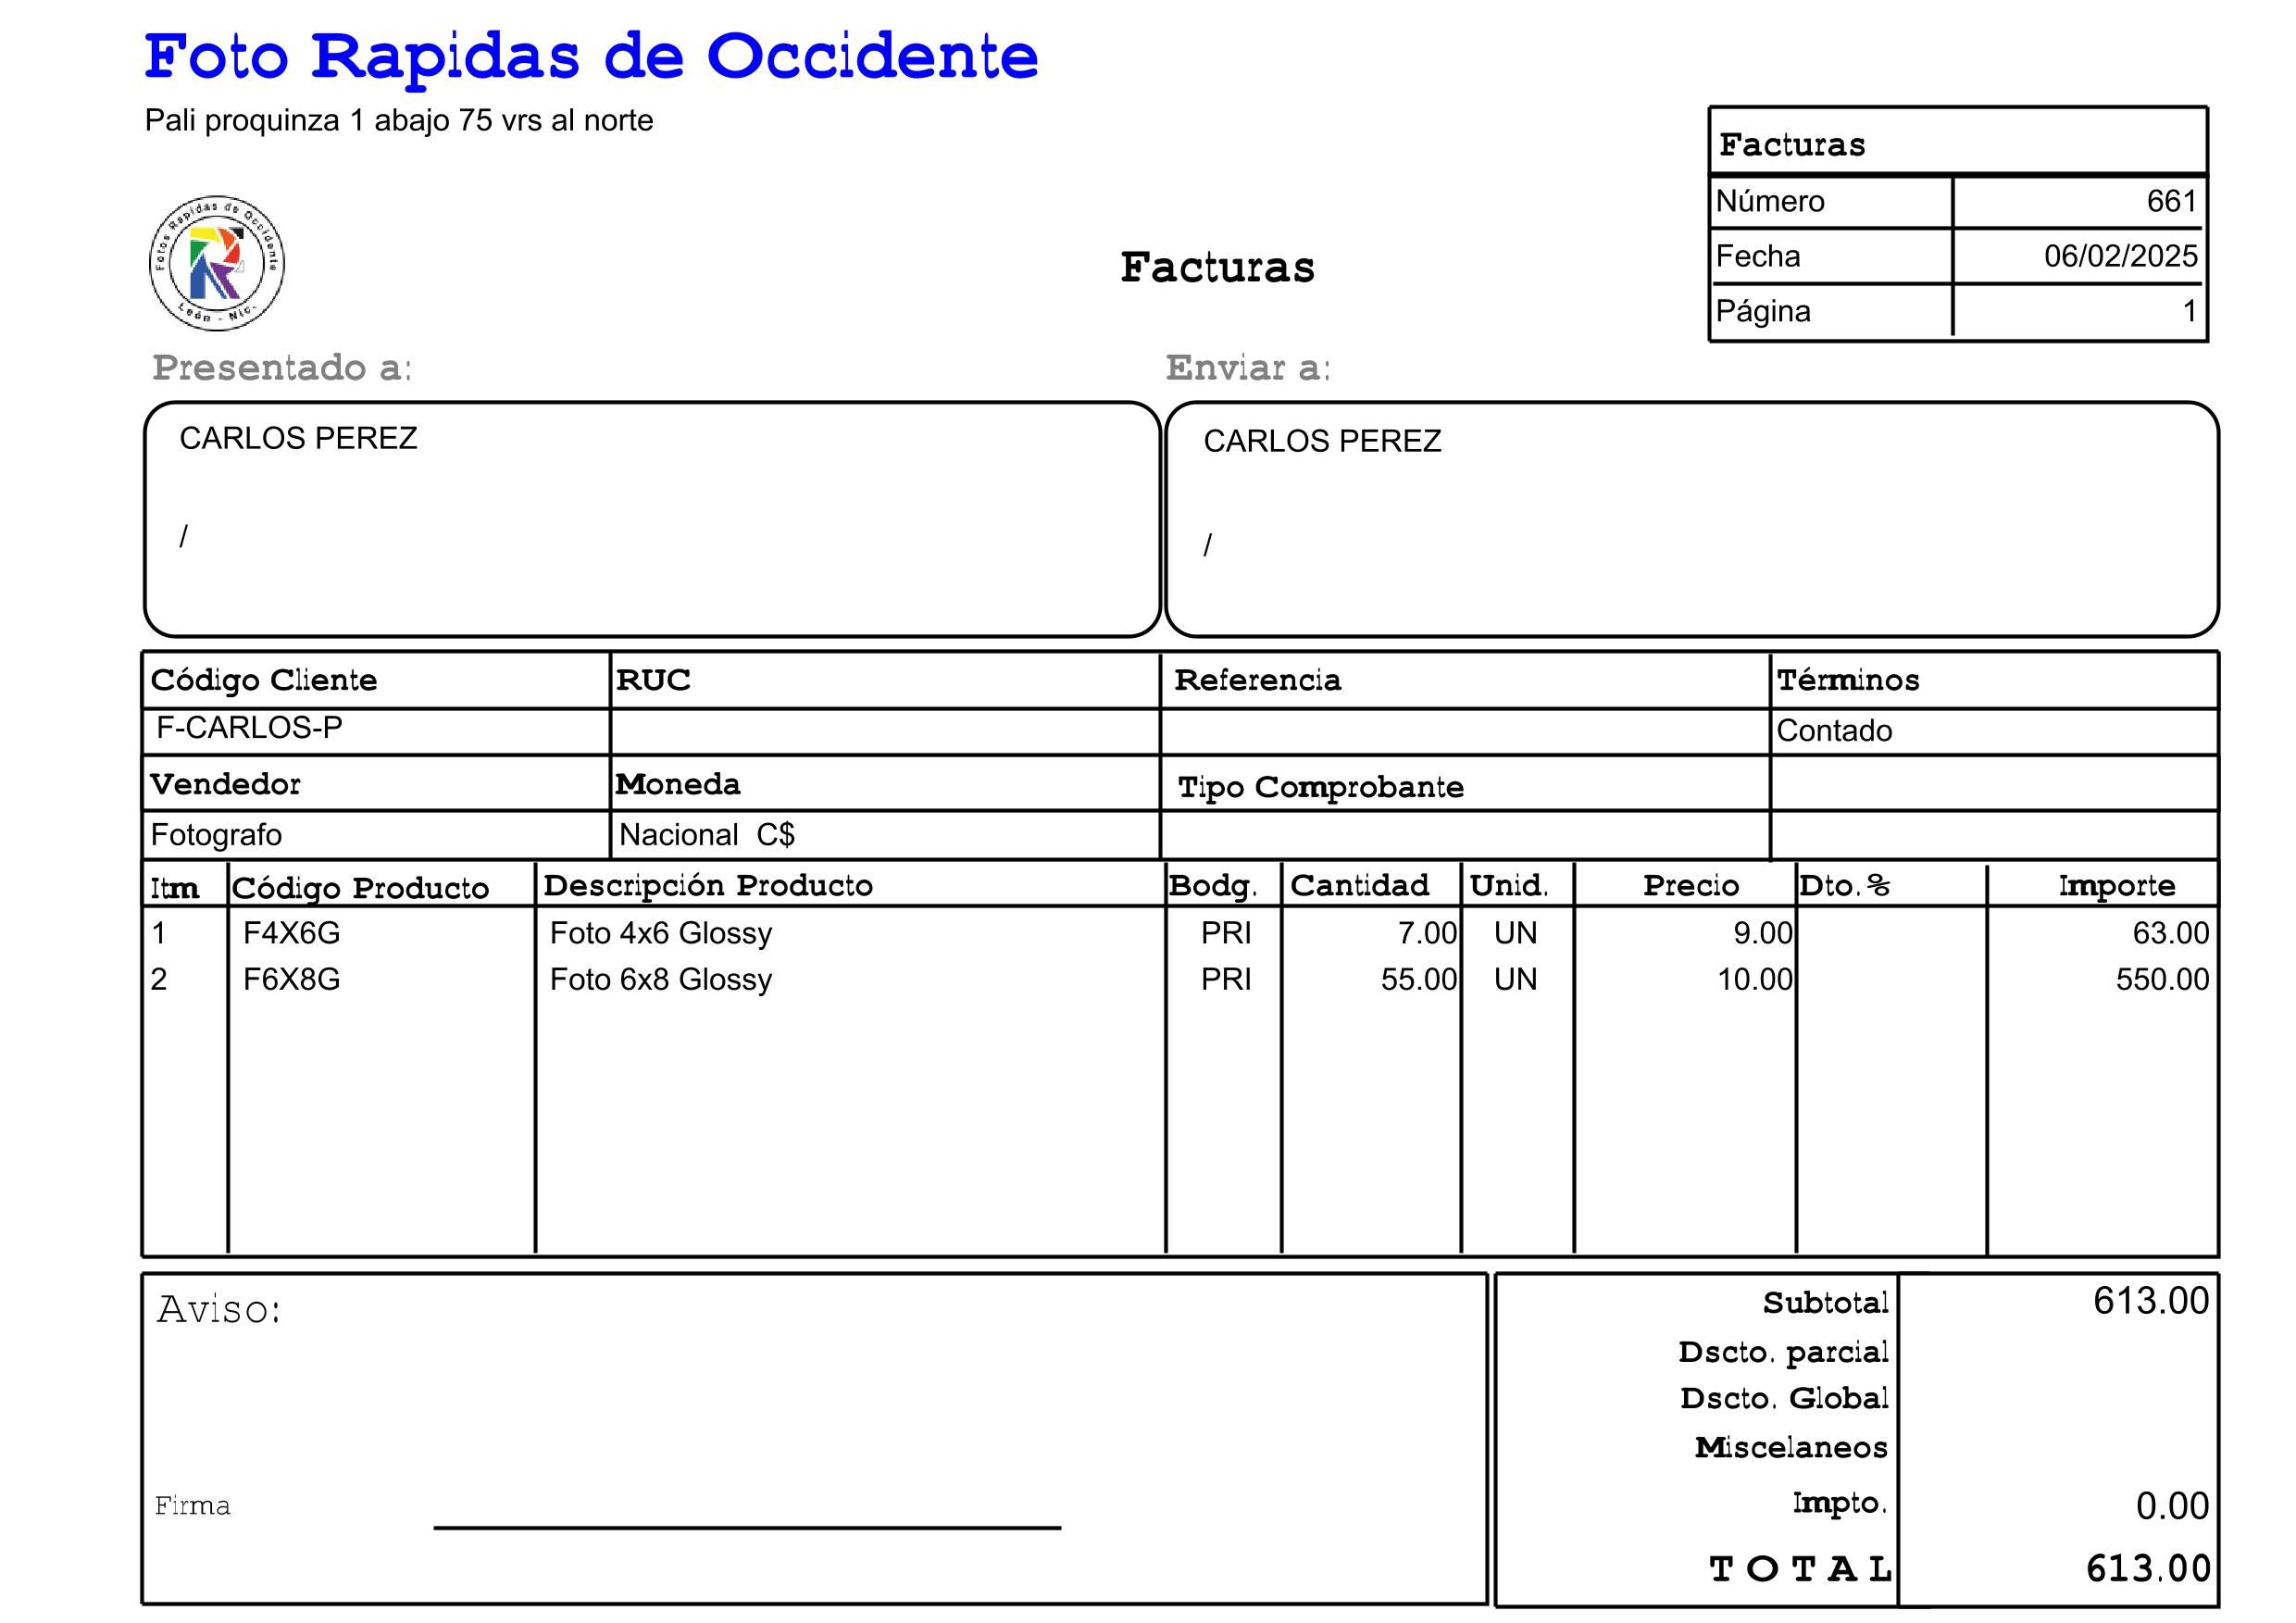 Foto Rapidas de Occidente
Pali proquinza 1 abajo 75 vrs al norte
Facturas
Número 661
Fecha 06/02/2025
Página 1
Fotos Rapidas de Occidente
León - Nic.
Facturas
Presentado a: Enviar a:
CARLOS PEREZ CARLOS PEREZ
/ /
Código Cliente RUC Referencia Términos
F-CARLOS-P Contado
Vendedor Moneda Tipo Comprobante
Fotografo Nacional C$
Itm Código Producto Descripción Producto Bodg. Cantidad Unid. Precio Dto.% Importe
1 F4X6G Foto 4x6 Glossy PRI 7.00 UN 9.00 63.00
2 F6X8G Foto 6x8 Glossy PRI 55.00 UN 10.00 550.00
Aviso:
Subtotal 613.00
Dscto. parcial
Dscto. Global
Miscelaneos
Firma
Impto. 0.00
TOTAL 613.00